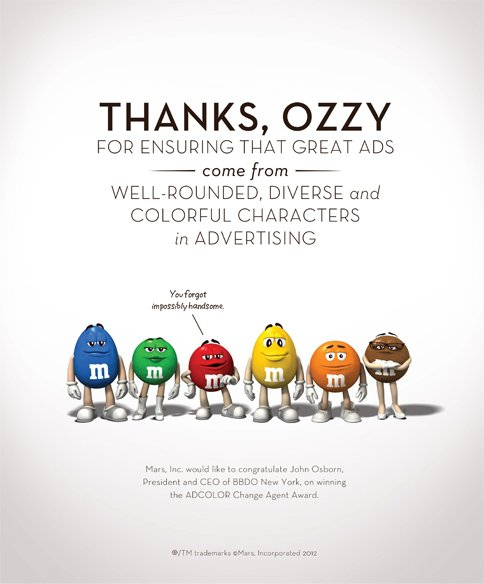 THANKS, OZZY
FOR ENSURING THAT GREAT ADS
come from
WELL-ROUNDED, DIVERSE and
COLORFUL CHARACTERS
in ADVERTISING
You forgot
impossibly handsome.
m m m m m m
Mars, Inc. would like to congratulate John Osborn,
President and CEO of BBDO New York, on winning
the ADCOLOR Change Agent Award.
®/TM trademarks ©Mars, Incorporated 2012